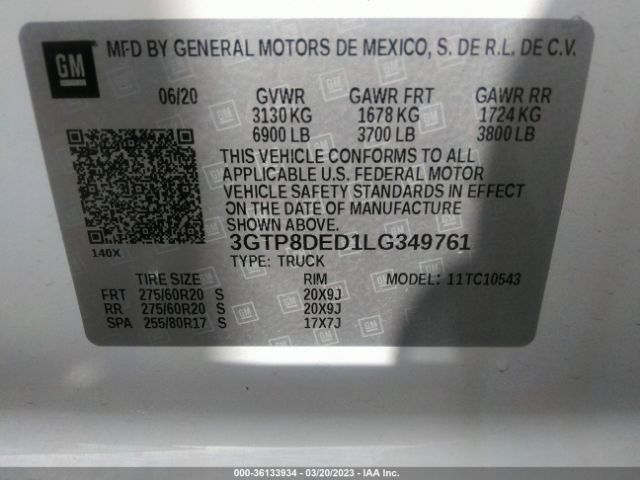 GM MFD BY GENERAL MOTORS DE MEXICO, S. DE R.L. DE C.V.
06/20 GVWR GAWR FRT GAWR RR
3130 KG 1678 KG 1724 KG
6900 LB 3700 LB 3800 LB
THIS VEHICLE CONFORMS TO ALL
APPLICABLE U.S. FEDERAL MOTOR
VEHICLE SAFETY STANDARDS IN EFFECT
ON THE DATE OF MANUFACTURE
SHOWN ABOVE.
3GTP8DED1LG349761
140X TYPE: TRUCK
TIRE SIZE RIM MODEL: 11TC10543
FRT 275/60R20 S 20X9J
RR 275/60R20 S 20X9J
SPA 255/80R17 S 17X7J
000-36133934 / 03/20/2023 - IAA Inc.